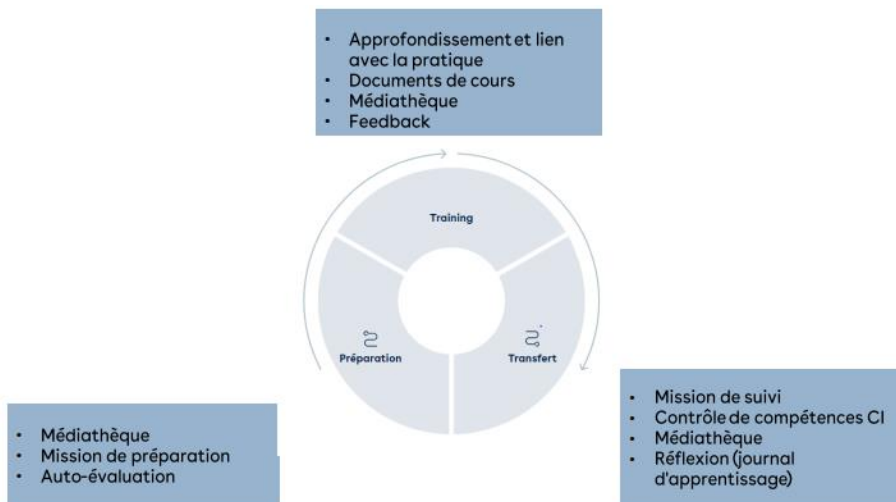 • Approfondissement et lien
avec la pratique
• Documents de cours
• Médiathèque
• Feedback
Training
Préparation
Transfert
• Médiathèque
• Mission de préparation
• Auto-évaluation
• Mission de suivi
• Contrôle de compétences CI
• Médiathèque
• Réflexion (journal
d'apprentissage)